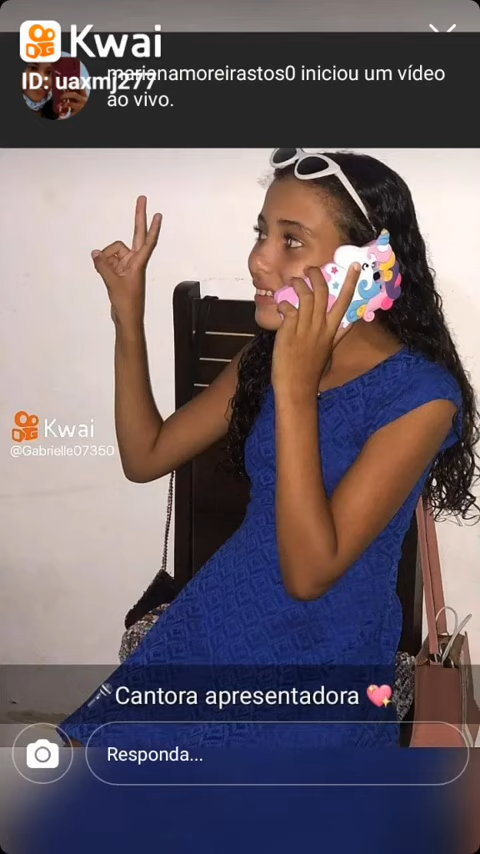 Kwai
ID: uaxmj277
marianamoreirastos0 iniciou um vídeo
ao vivo.
Kwai
@Gabrielle07350
Cantora apresentadora 💖
Responda...